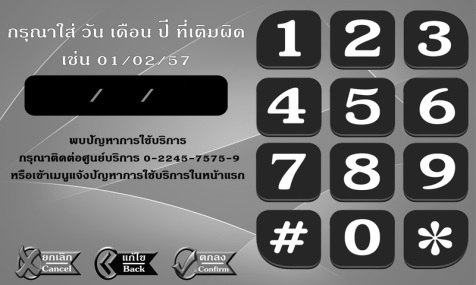 กรุณาใส่ วัน เดือน ปี ที่เติมผิด
เช่น 01/02/57
/ /
พบปัญหาการใช้บริการ
กรุณาติดต่อศูนย์บริการ 0-2245-7575-9
หรือเข้าเมนูแจ้งปัญหาการใช้บริการในหน้าแรก
ยกเลิก
Cancel
แก้ไข
Back
ตกลง
Confirm
1 2 3
4 5 6
7 8 9
# 0 *